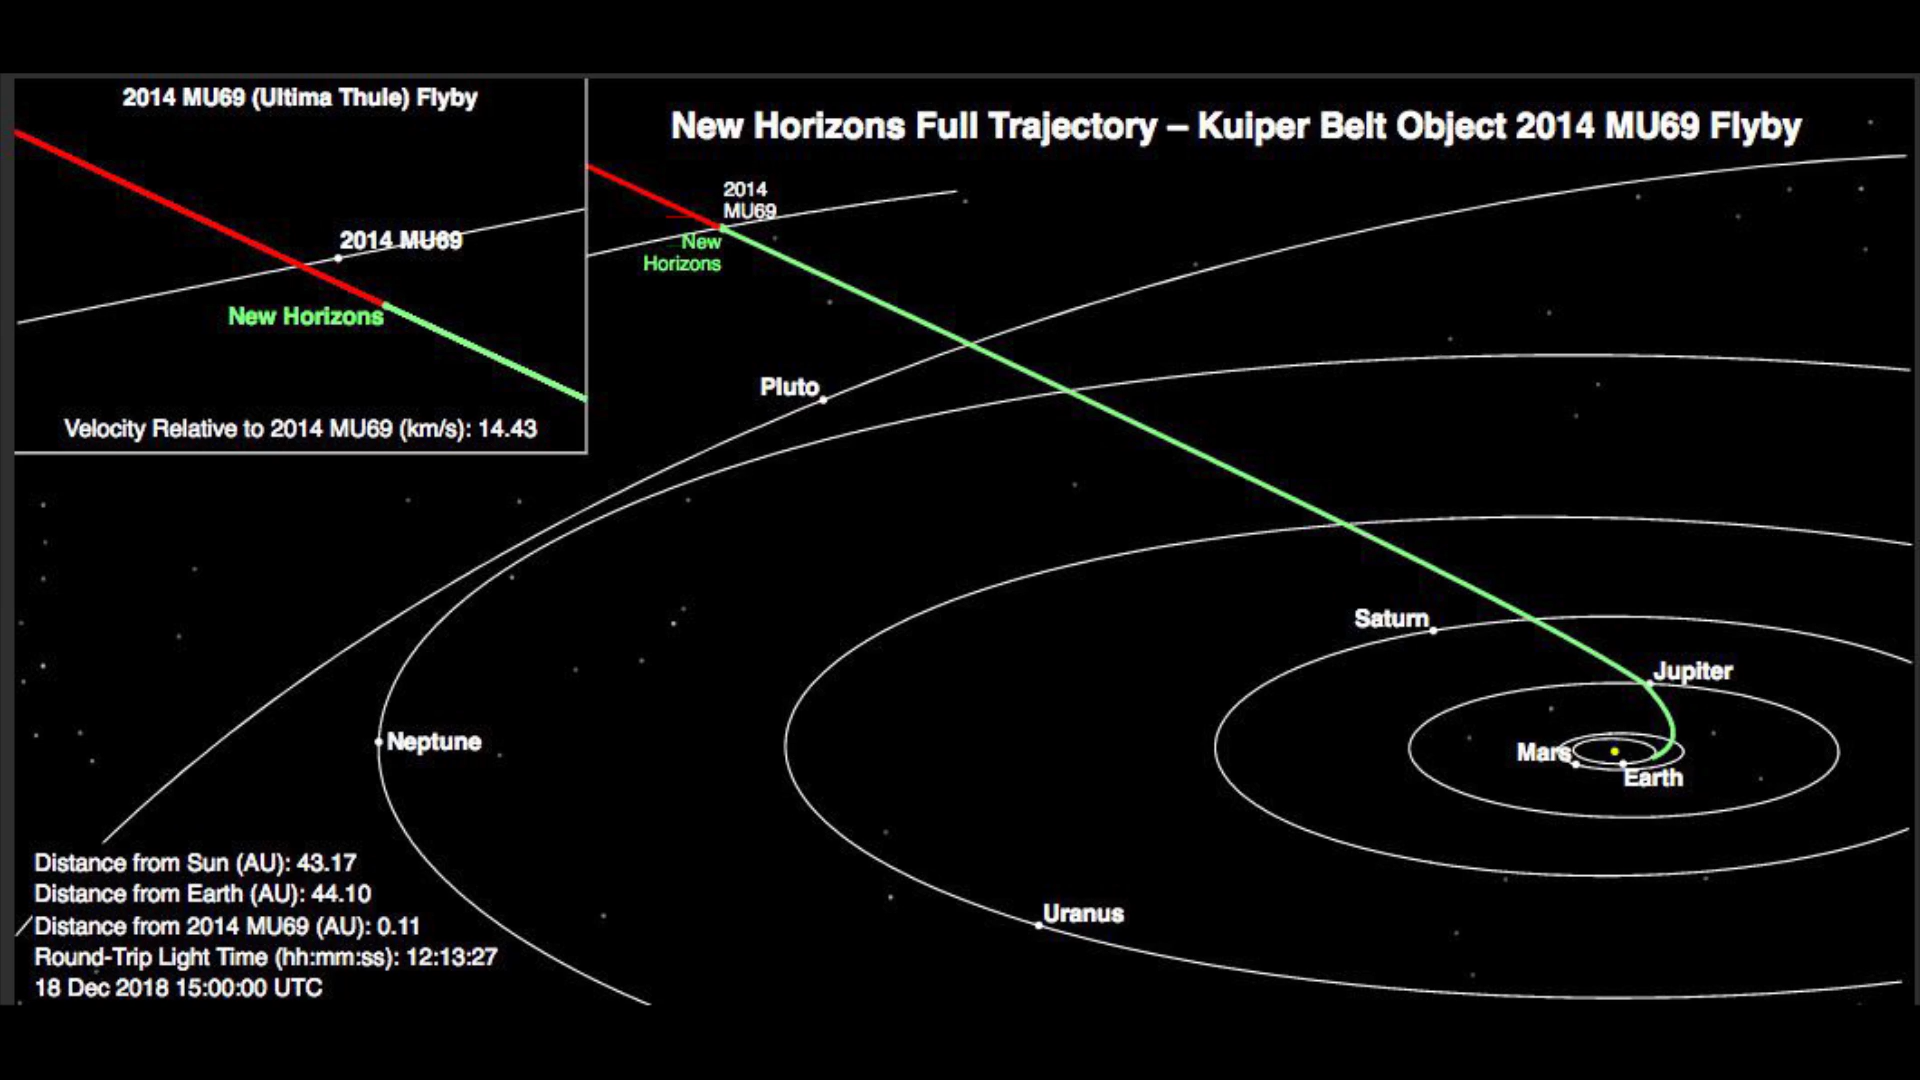 2014 MU69 (Ultima Thule) Flyby
2014 MU69
New Horizons
Velocity Relative to 2014 MU69 (km/s): 14.43
New Horizons Full Trajectory – Kuiper Belt Object 2014 MU69 Flyby
2014
MU69
New
Horizons
Pluto
Saturn
Jupiter
Neptune
Mars
Earth
Uranus
Distance from Sun (AU): 43.17
Distance from Earth (AU): 44.10
Distance from 2014 MU69 (AU): 0.11
Round-Trip Light Time (hh:mm:ss): 12:13:27
18 Dec 2018 15:00:00 UTC